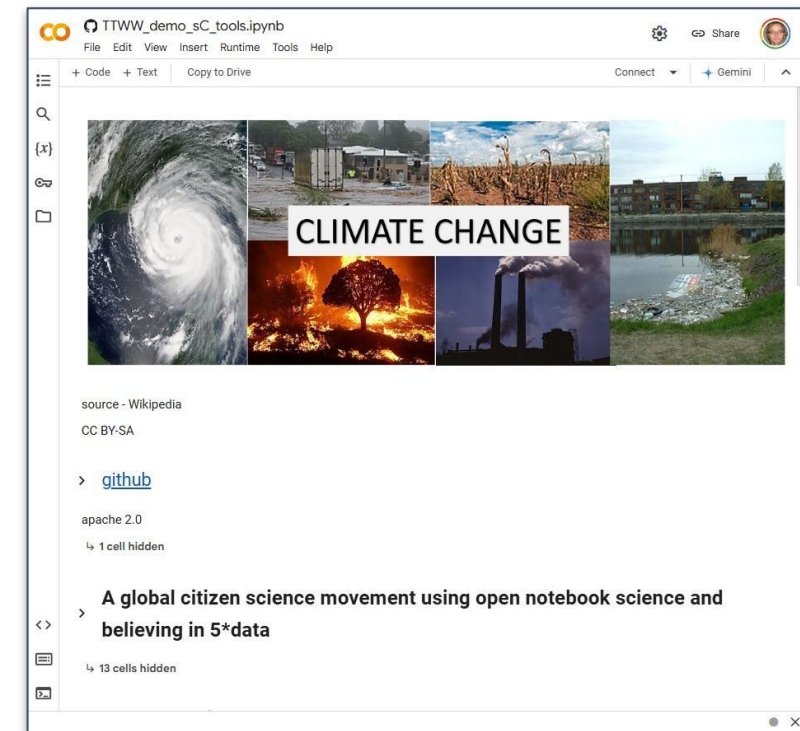 TTWW_demo_sC_tools.ipynb
File Edit View Insert Runtime Tools Help
Share
+ Code + Text Copy to Drive
Connect Gemini
{x}
CLIMATE CHANGE
source - Wikipedia
CC BY-SA
github
apache 2.0
1 cell hidden
A global citizen science movement using open notebook science and
believing in 5*data
13 cells hidden